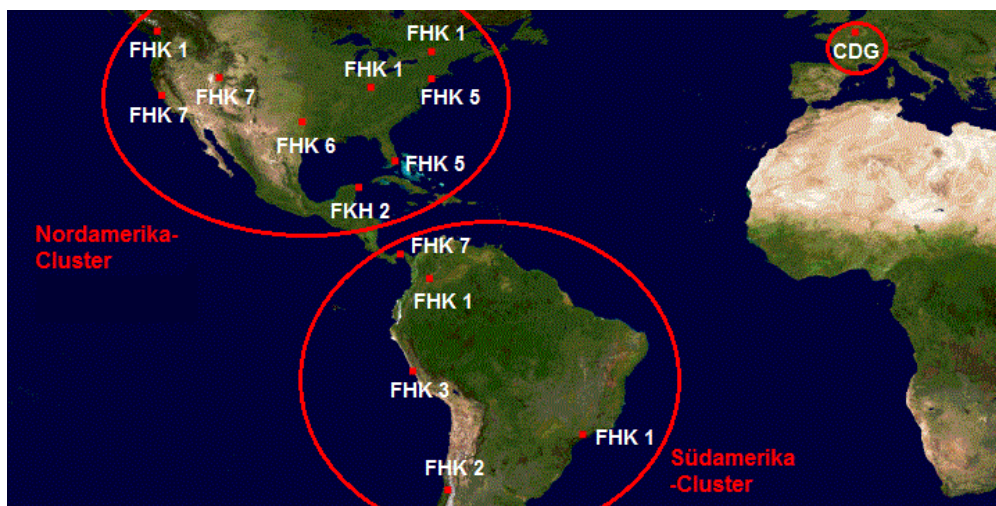 FHK 1
FHK 1
CDG
FHK 1
FHK 7
FHK 5
FHK 7
FHK 6
FHK 5
FKH 2
Nordamerika-
Cluster
FHK 7
FHK 1
FHK 3
FHK 1
Südamerika
-Cluster
FHK 2